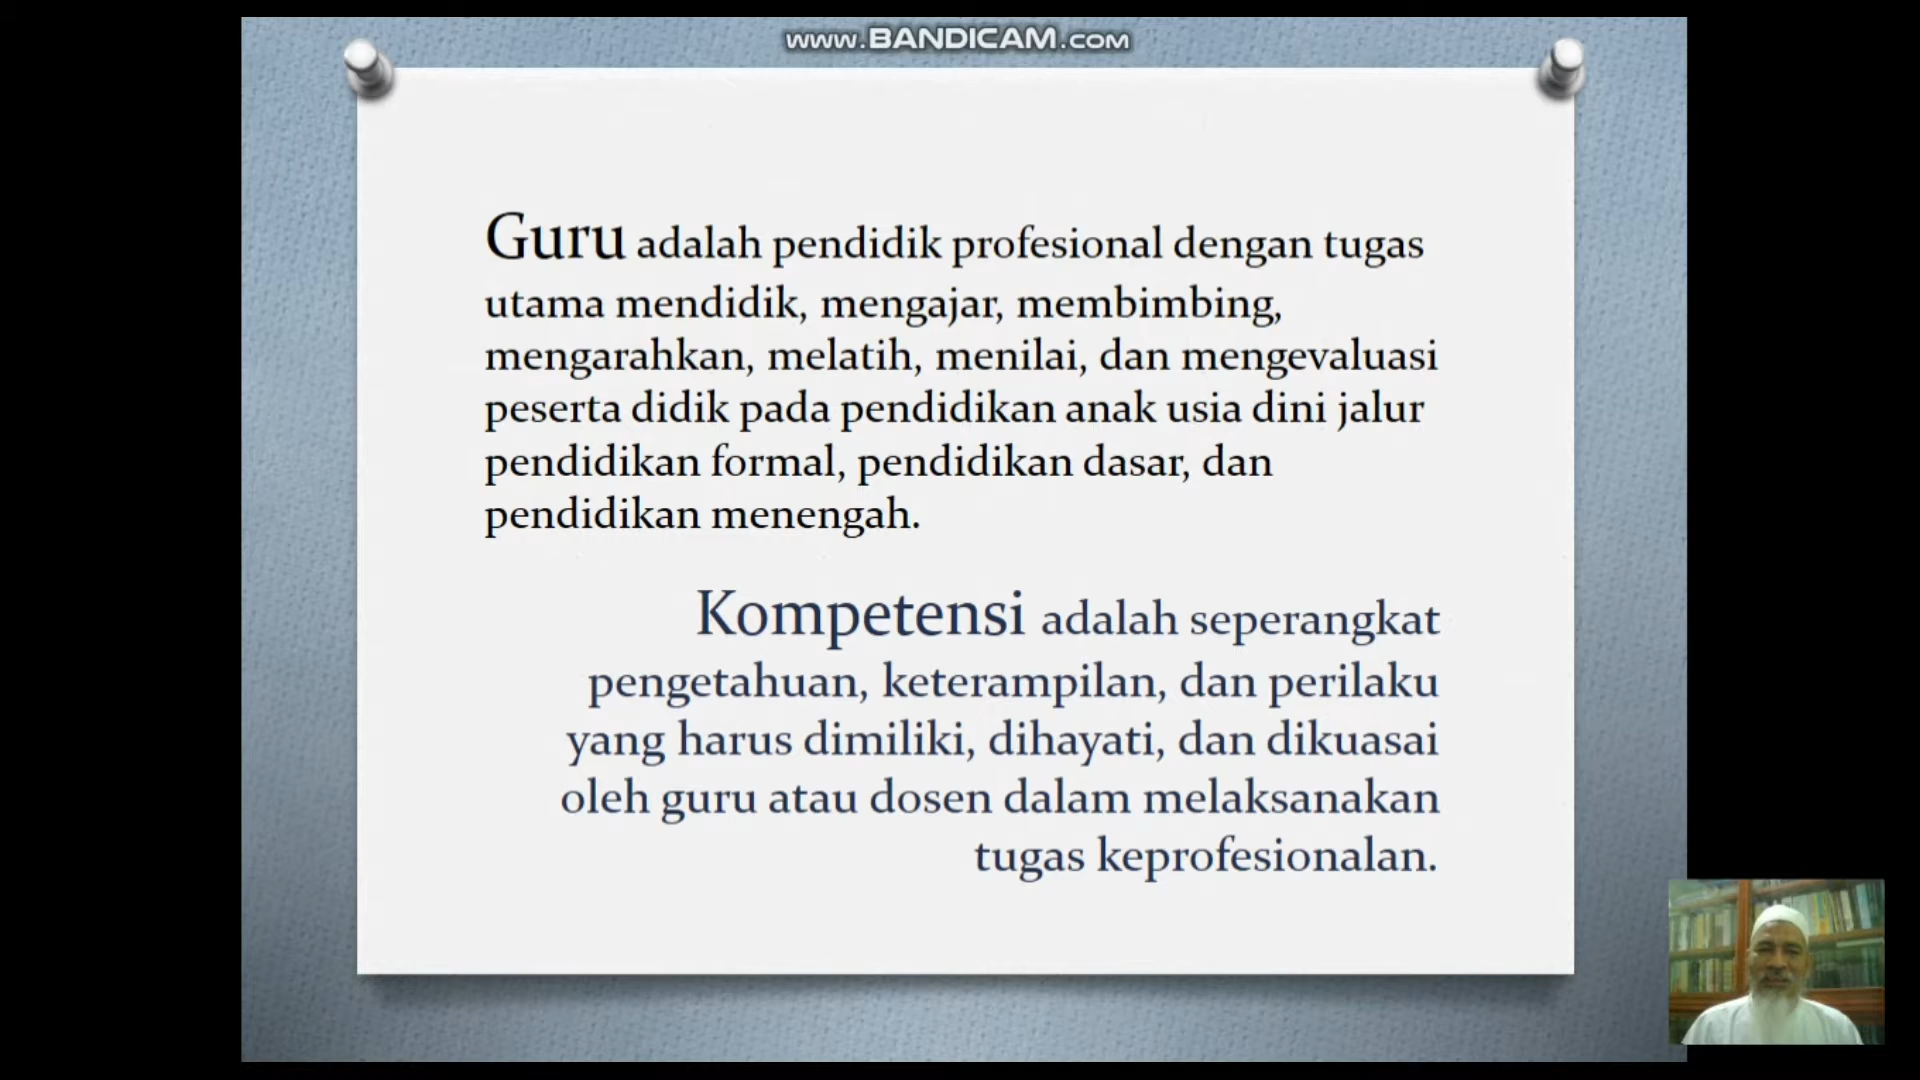 www.BANDICAM.com
Guru adalah pendidik profesional dengan tugas
utama mendidik, mengajar, membimbing,
mengarahkan, melatih, menilai, dan mengevaluasi
peserta didik pada pendidikan anak usia dini jalur
pendidikan formal, pendidikan dasar, dan
pendidikan menengah.
Kompetensi adalah seperangkat
pengetahuan, keterampilan, dan perilaku
yang harus dimiliki, dihayati, dan dikuasai
oleh guru atau dosen dalam melaksanakan
tugas keprofesionalan.